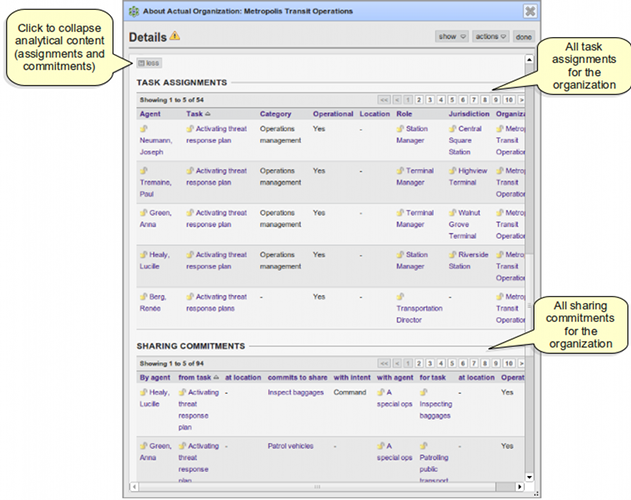 About Actual Organization: Metropolis Transit Operations
Click to collapse
analytical content
(assignments and
commitments)
Details
show actions done
less
All task
assignments
for the
organization
TASK ASSIGNMENTS
Showing 1 to 5 of 54 << < 1 2 3 4 5 6 7 8 9 10 >
Agent Task Category Operational Location Role Jurisdiction Organiza
Neumann, Joseph Activating threat response plan Operations management Yes - Station Manager Central Square Station Metro Transit Operation
Tremaine, Paul Activating threat response plan Operations management Yes - Terminal Manager Highview Terminal Metro Transit Operation
Green, Anna Activating threat response plan Operations management Yes - Terminal Manager Walnut Grove Terminal Metro Transit Operation
Healy, Lucille Activating threat response plan Operations management Yes - Station Manager Riverside Station Metro Transit Operation
Berg, Renée Activating threat response plans - Yes - Transportation Director - Metro Transit Operation
All sharing
commitments
for the
organization
SHARING COMMITMENTS
Showing 1 to 5 of 94 << < 1 2 3 4 5 6 7 8 9 10 >
By agent from task at location commits to share with intent with agent for task at location Operat
Healy, Lucille Activating threat response plan - Inspect baggages Command A special ops Inspecting baggages - Yes
Green, Anna Activating threat response plan - Patrol vehicles - A special ops Patrolling public transport - Yes